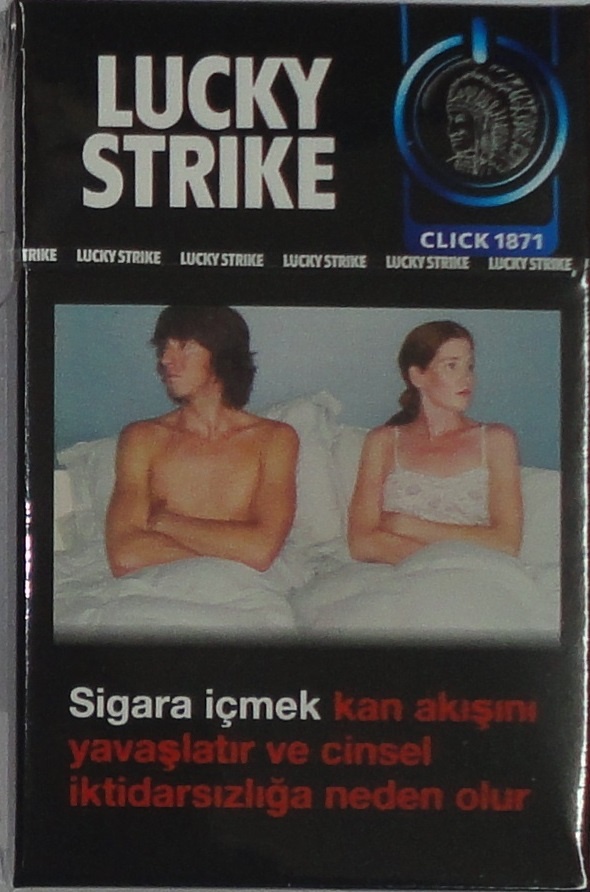 LUCKY
STRIKE
CLICK 1871
TRIKE LUCKY STRIKE LUCKY STRIKE LUCKY STRIKE LUCKY STRIKE LUCKY STRIKE
Sigara içmek kan akışını
yavaşlatır ve cinsel
iktidarsızlığa neden olur